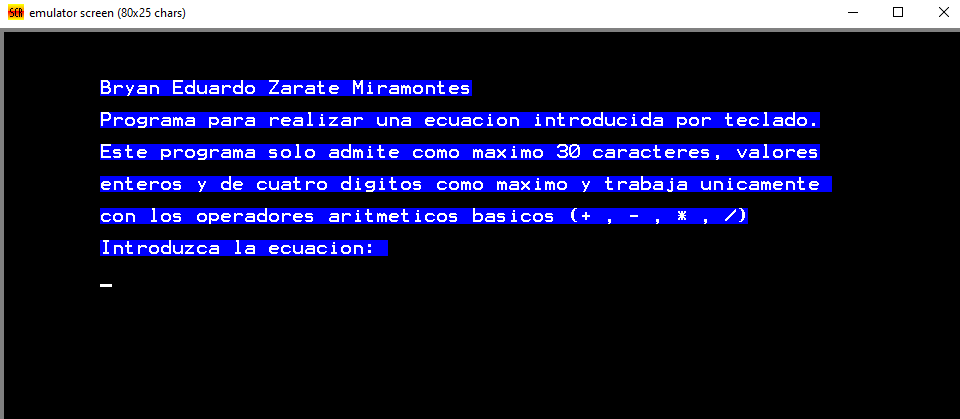 SCR emulator screen (80x25 chars)
Bryan Eduardo Zarate Miramontes
Programa para realizar una ecuacion introducida por teclado.
Este programa solo admite como maximo 30 caracteres, valores
enteros y de cuatro digitos como maximo y trabaja unicamente
con los operadores aritmeticos basicos (+ , - , * , /)
Introduzca la ecuacion: